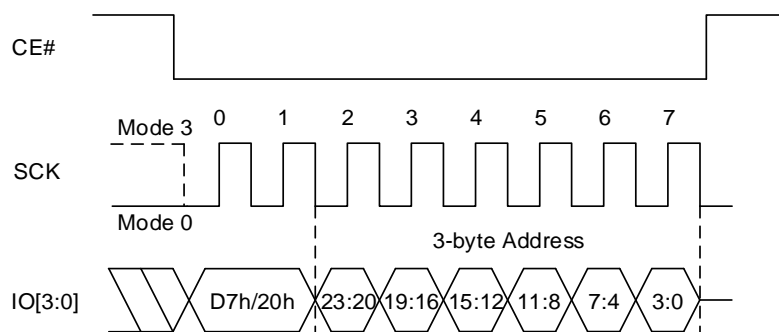 CE#
Mode 3 0 1 2 3 4 5 6 7
SCK
Mode 0
3-byte Address
IO[3:0] D7h/20h 23:20 19:16 15:12 11:8 7:4 3:0